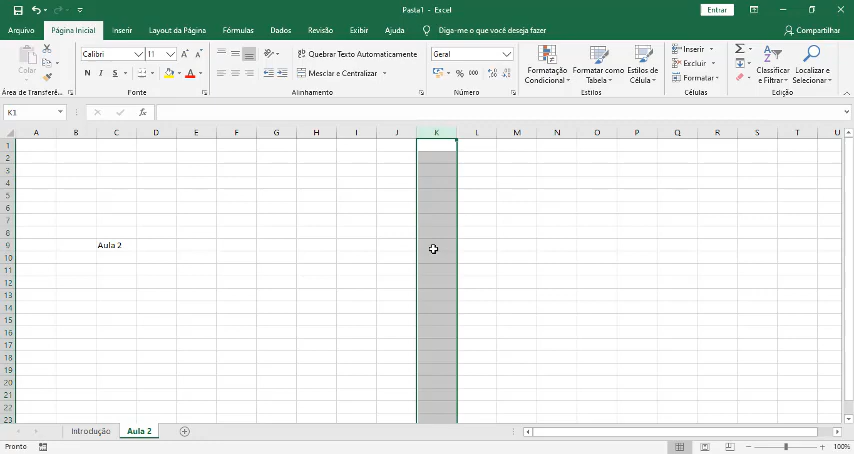 Pasta1 - Excel
Entrar
Arquivo Página Inicial Inserir Layout da Página Fórmulas Dados Revisão Exibir Ajuda Diga-me o que você deseja fazer Compartilhar
Colar
Calibri 11
N I S
Quebrar Texto Automaticamente
Mesclar e Centralizar
Geral
% 000
Formatação Condicional
Formatar como Tabela
Estilos de Célula
Inserir
Excluir
Formatar
Classificar e Filtrar
Localizar e Selecionar
Área de Transferê... Fonte Alinhamento Número Estilos Células Edição
K1 fx
A B C D E F G H I J K L M N O P Q R S T U
1
2
3
4
5
6
7
8
9 Aula 2
10
11
12
13
14
15
16
17
18
19
20
21
22
23
Introdução Aula 2
Pronto 100%